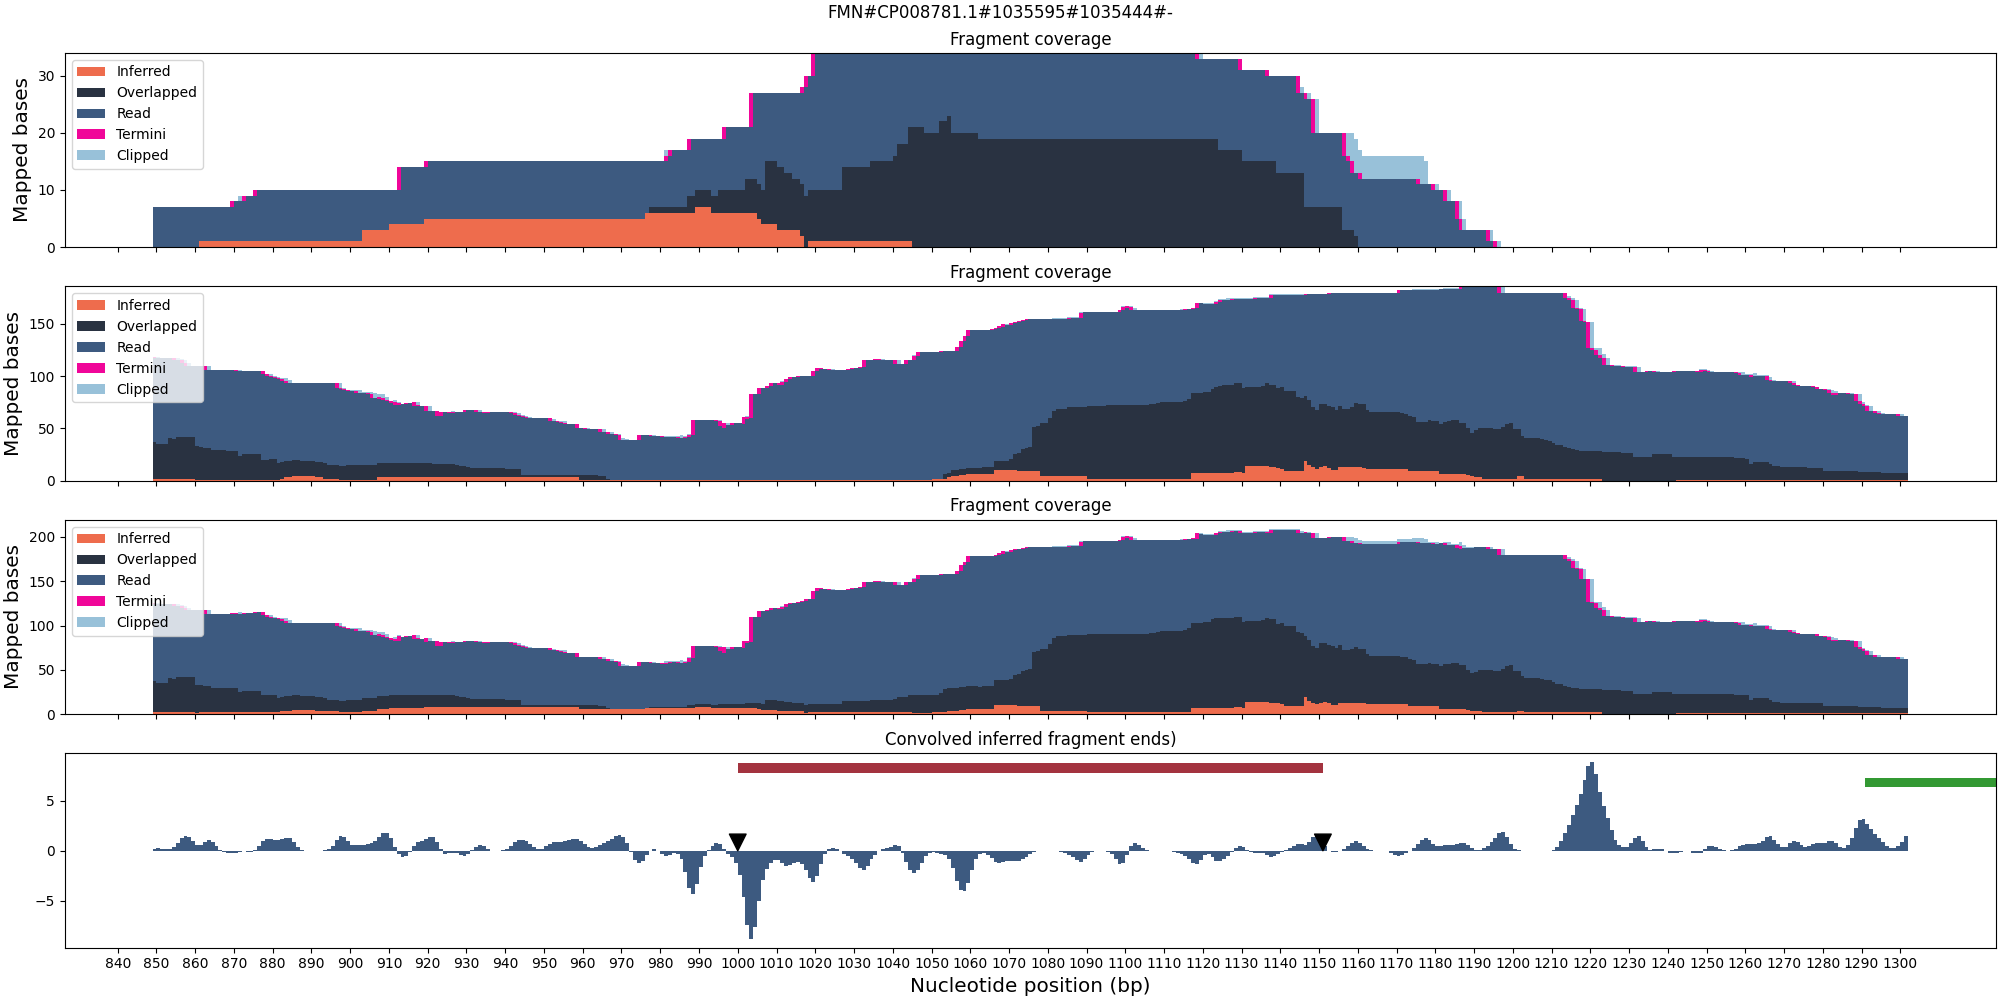 FMN#CP008781.1#1035595#1035444#-
Fragment coverage
Mapped bases
30
20
10
0
Inferred
Overlapped
Read
Termini
Clipped
Fragment coverage
Mapped bases
150
100
50
0
Inferred
Overlapped
Read
Termini
Clipped
Fragment coverage
Mapped bases
200
150
100
50
0
Inferred
Overlapped
Read
Termini
Clipped
Convolved inferred fragment ends)
5
0
−5
840 850 860 870 880 890 900 910 920 930 940 950 960 970 980 990 1000 1010 1020 1030 1040 1050 1060 1070 1080 1090 1100 1110 1120 1130 1140 1150 1160 1170 1180 1190 1200 1210 1220 1230 1240 1250 1260 1270 1280 1290 1300
Nucleotide position (bp)